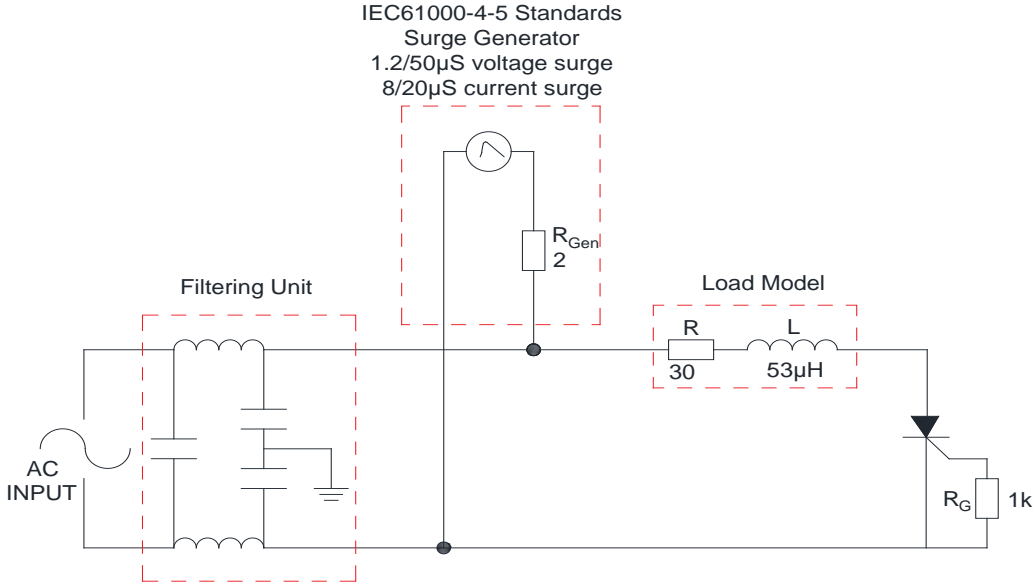 IEC61000-4-5 Standards
Surge Generator
1.2/50µS voltage surge
8/20µS current surge
RGen
2
Filtering Unit
Load Model
R
L
30
53µH
AC
INPUT
RG
1k